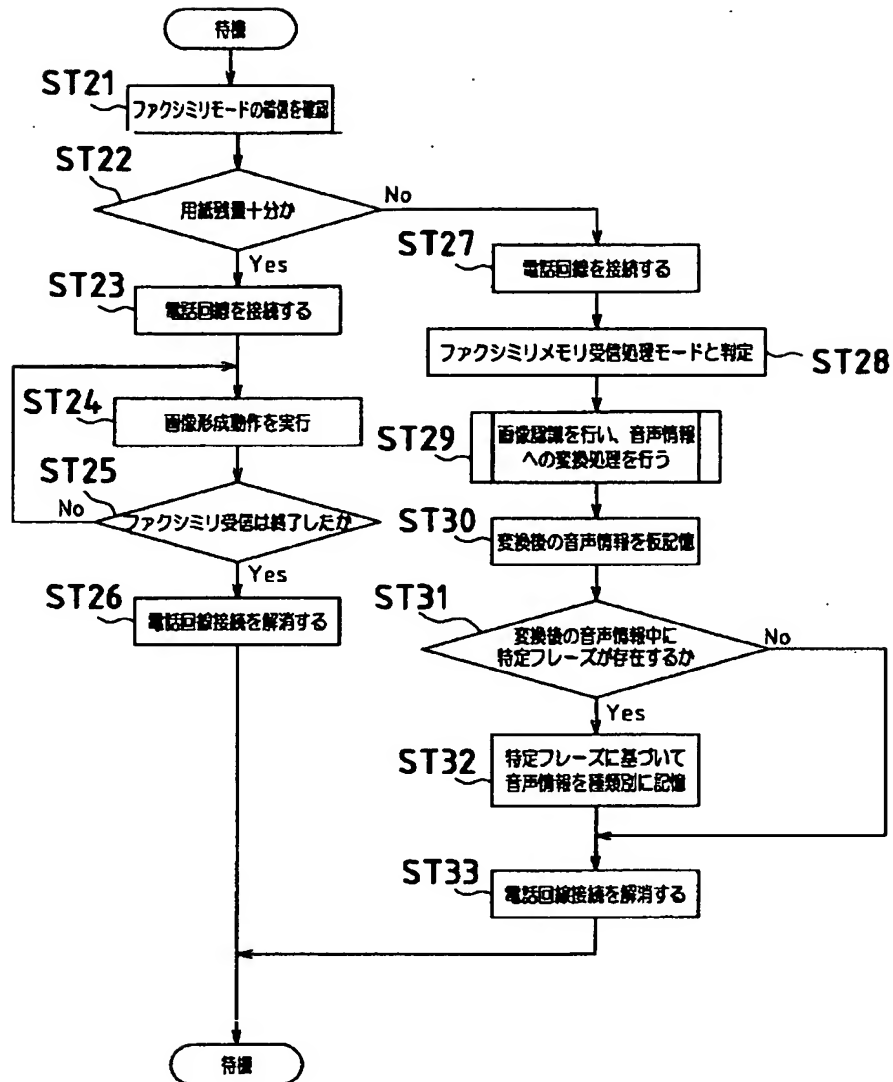 待機
ST21
ファクシミリモードの着信を確認
ST22
用紙残量十分か
No
Yes
ST23
電話回線を接続する
ST24
画像形成動作を実行
ST25
ファクシミリ受信は終了したか
No
Yes
ST26
電話回線接続を解消する
ST27
電話回線を接続する
ファクシミリメモリ受信処理モードと判定
ST28
ST29
画像認識を行い、音声情報
への変換処理を行う
ST30
変換後の音声情報を仮記憶
ST31
変換後の音声情報中に
特定フレーズが存在するか
No
Yes
ST32
特定フレーズに基づいて
音声情報を種類別に記憶
ST33
電話回線接続を解消する
待機